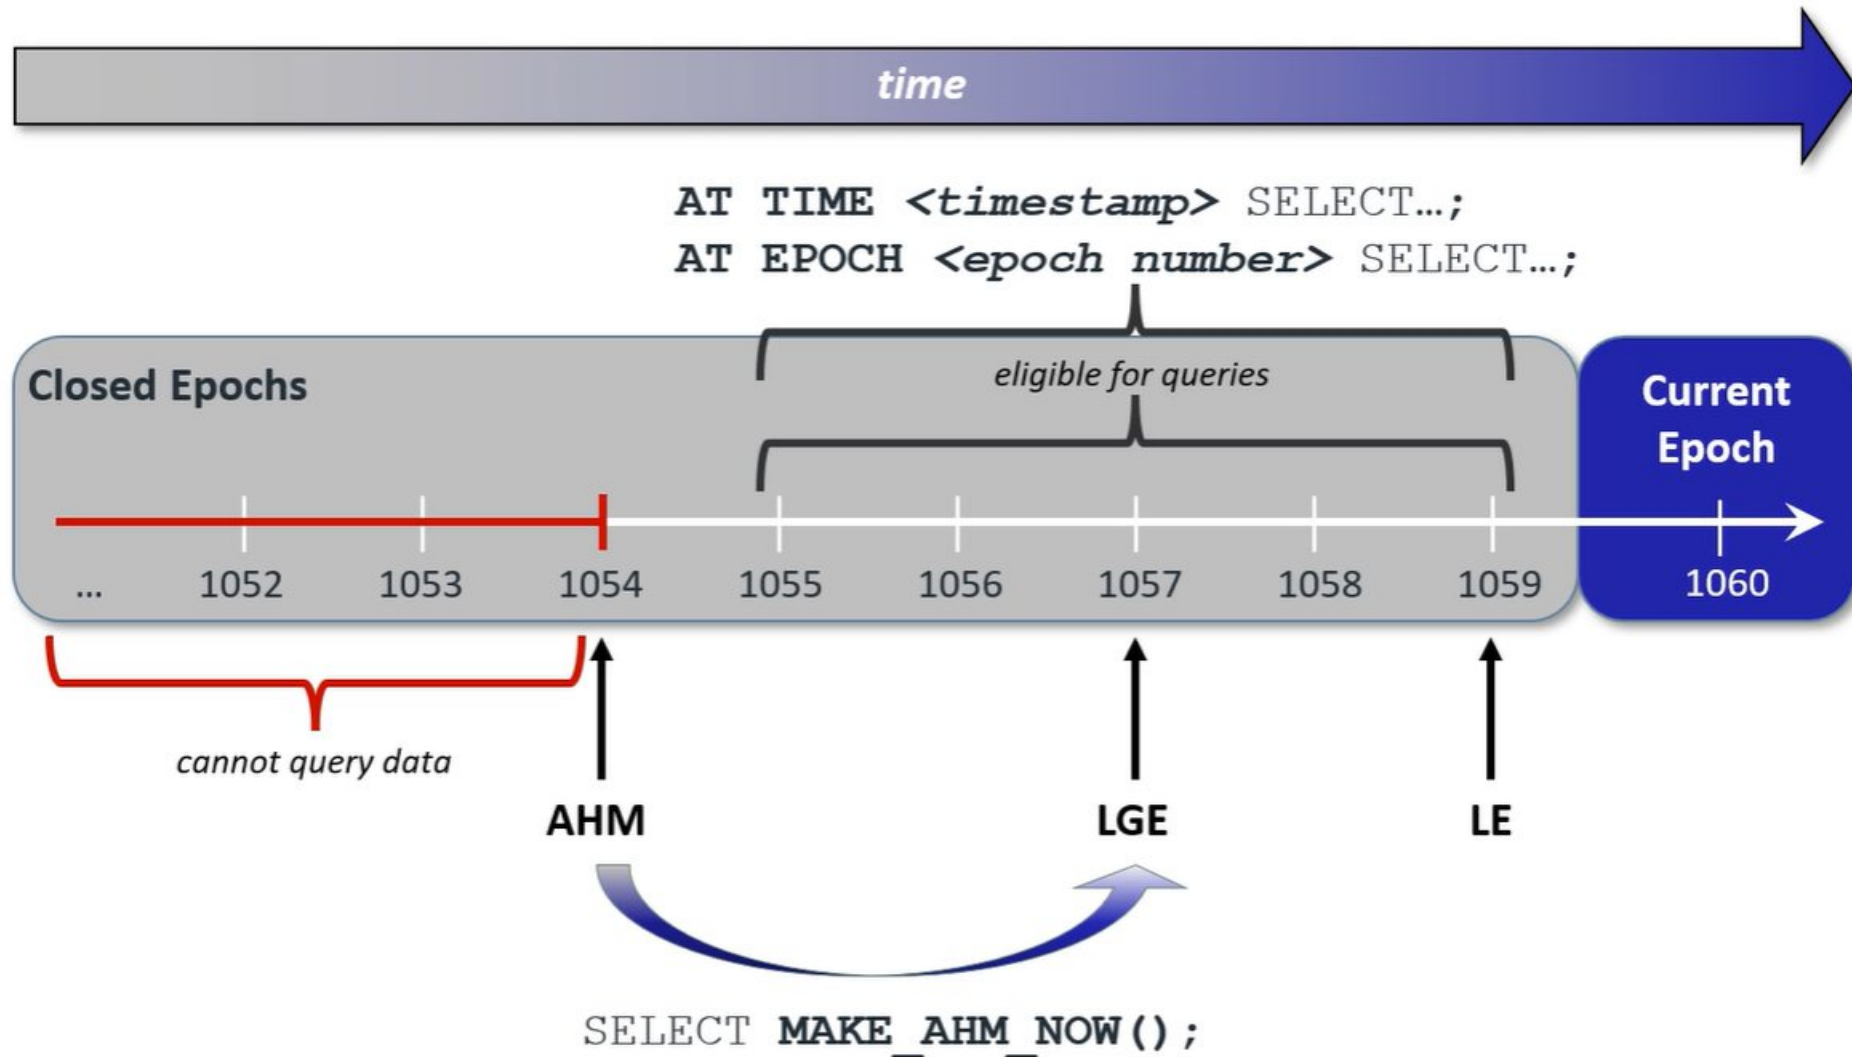 time
AT TIME <timestamp> SELECT…;
AT EPOCH <epoch number> SELECT…;
eligible for queries
Closed Epochs
Current
Epoch
... 1052 1053 1054 1055 1056 1057 1058 1059 1060
cannot query data
AHM LGE LE
SELECT MAKE_AHM_NOW();